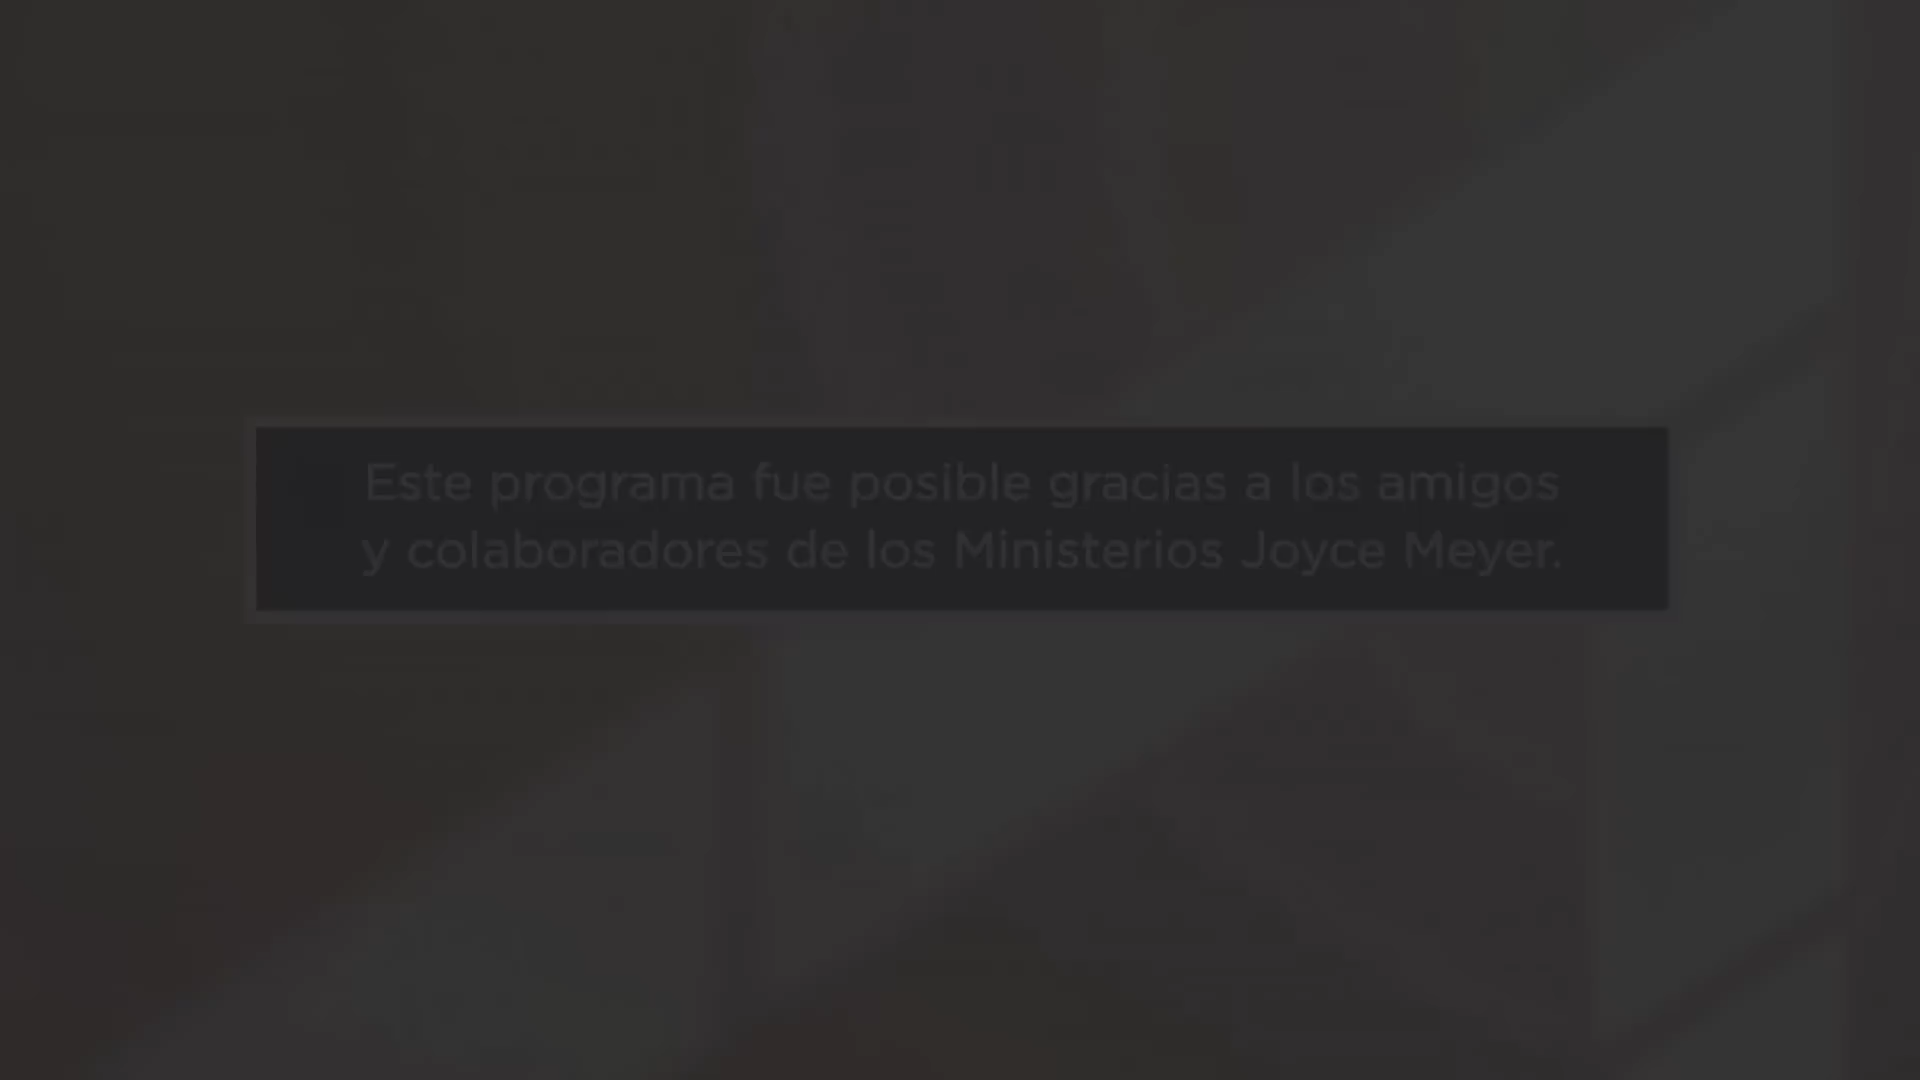 Este programa fue posible gracias a los amigos
y colaboradores de los Ministerios Joyce Meyer.